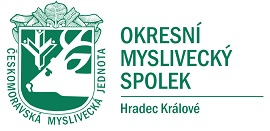 ČESKOMORAVSKÁ MYSLIVECKÁ JEDNOTA
OKRESNÍ
MYSLIVECKÝ
SPOLEK
Hradec Králové